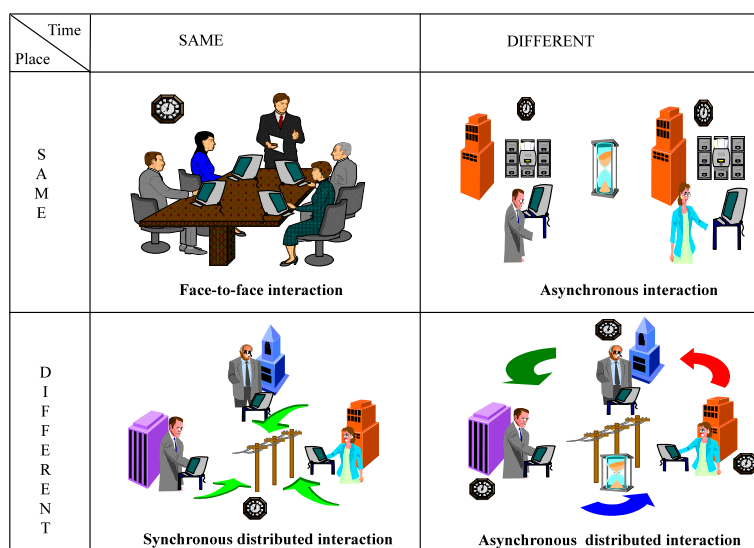 Time
Place
SAME
DIFFERENT
S
A
M
E
Face-to-face interaction
Asynchronous interaction
D
I
F
F
E
R
E
N
T
Synchronous distributed interaction
Asynchronous distributed interaction